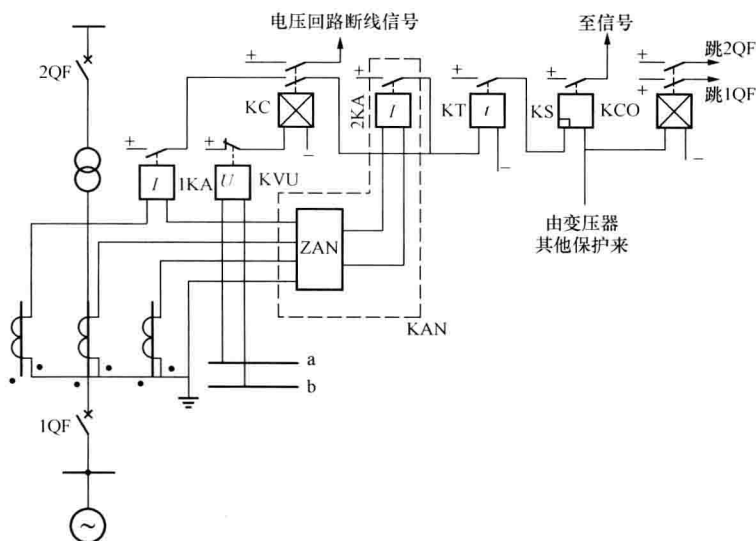 电压回路断线信号
至信号
跳2QF
跳1QF
2QF
+
+
+
+
+
+
KC
2KA
I
KT
t
KS
KCO
+
+
I
1KA
U
KVU
−
−
−
由变压器
其他保护来
ZAN
KAN
a
b
1QF
~